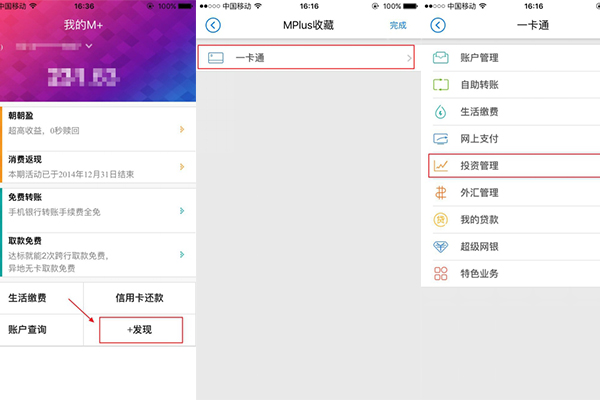 中国移动
16:36
100%
我的M+
朝朝盈
超高收益，0秒赎回
消费返现
本期活动已于2014年12月31日结束
免费转账
手机银行转账手续费全免
取款免费
达标就能2次跨行取款免费，
异地无卡取款免费
生活缴费
信用卡还款
账户查询
+发现
中国移动
16:16
100%
MPlus收藏
完成
一卡通
中国移动
16:16
100%
一卡通
账户管理
自助转账
生活缴费
网上支付
投资管理
外汇管理
我的贷款
超级网银
特色业务